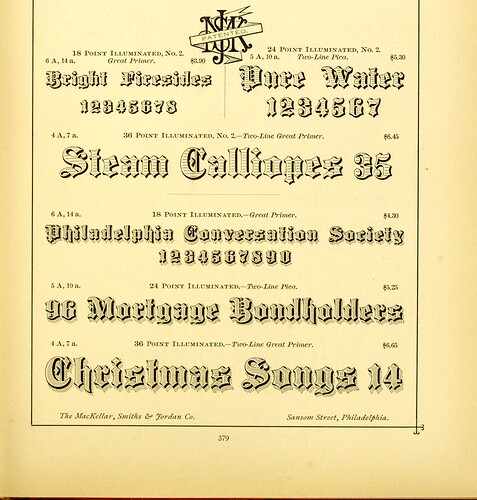 PATENTED.
18 POINT ILLUMINATED, NO. 2.
6 A, 14 a. Great Primer. $3.90
Bright Firesides
12345678
24 POINT ILLUMINATED, NO. 2.
5 A, 10 a. Two-Line Pica. $5.30
Pure Water
1234567
4 A, 7 a. 36 POINT ILLUMINATED, NO. 2.—Two-Line Great Primer. $6.45
Steam Calliopes 35
6 A, 14 a. 18 POINT ILLUMINATED.—Great Primer. $4.30
Philadelphia Conversation Society
1234567890
5 A, 10 a. 24 POINT ILLUMINATED.—Two-Line Pica. $5.25
96 Mortgage Bondholders
4 A, 7 a. 36 POINT ILLUMINATED.—Two-Line Great Primer. $6.65
Christmas Songs 14
The MacKellar, Smiths & Jordan Co. Sansom Street, Philadelphia.
379